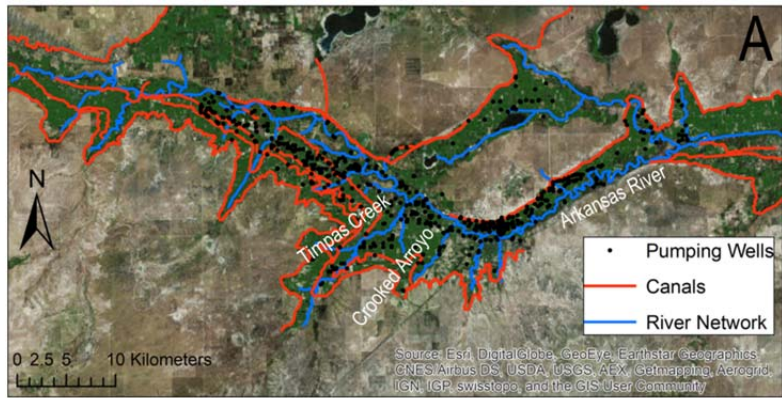 A
N
Timpas Creek
Crooked Arroyo
Arkansas River
Pumping Wells
Canals
River Network
0 2.5 5 10 Kilometers
Source: Esri, DigitalGlobe, GeoEye, Earthstar Geographics,
CNES/Airbus DS, USDA, USGS, AEX, Getmapping, Aerogrid,
IGN, IGP, swisstopo, and the GIS User Community